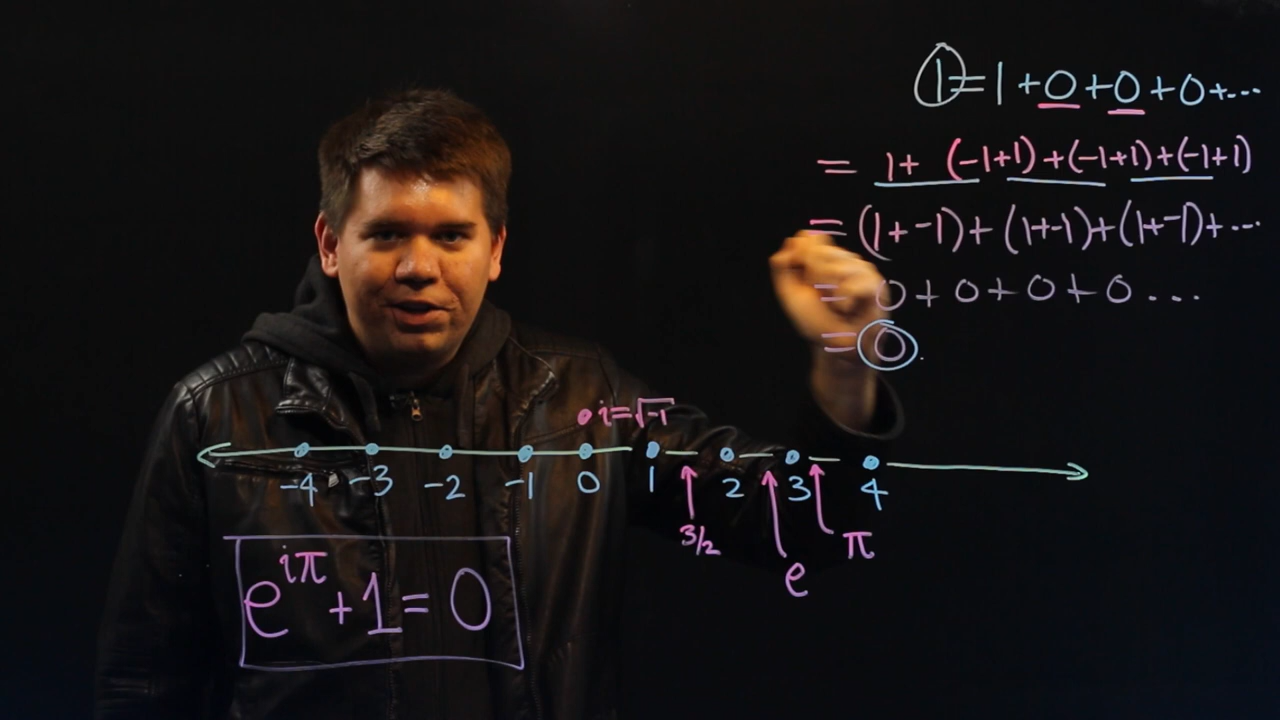 1=1+0+0+0+...
= 1+ (-1+1)+(-1+1)+(-1+1)
= (1+-1)+(1+-1)+(1+-1)+...
= 0+0+0+0...
= 0.
i=√-1
-4 -3 -2 -1 0 1 2 3 4
3/2 e π
e^{iπ}+1=0